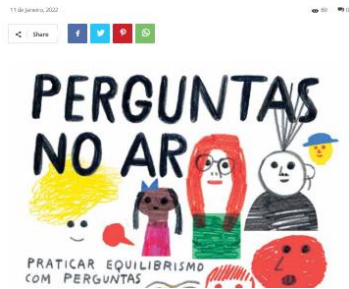 11 de Janeiro, 2022
Share
PERGUNTAS
NO AR
PRATICAR EQUILIBRISMO
COM PERGUNTAS